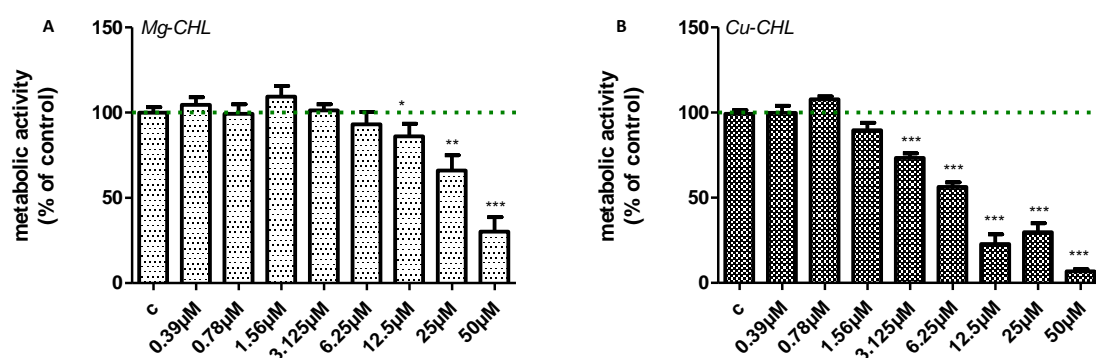 A
Mg-CHL
metabolic activity
(% of control)
150
100
50
0
*
**
***
c
0.39µM
0.78µM
1.56µM
3.125µM
6.25µM
12.5µM
25µM
50µM
B
Cu-CHL
metabolic activity
(% of control)
150
100
50
0
***
***
***
***
***
c
0.39µM
0.78µM
1.56µM
3.125µM
6.25µM
12.5µM
25µM
50µM